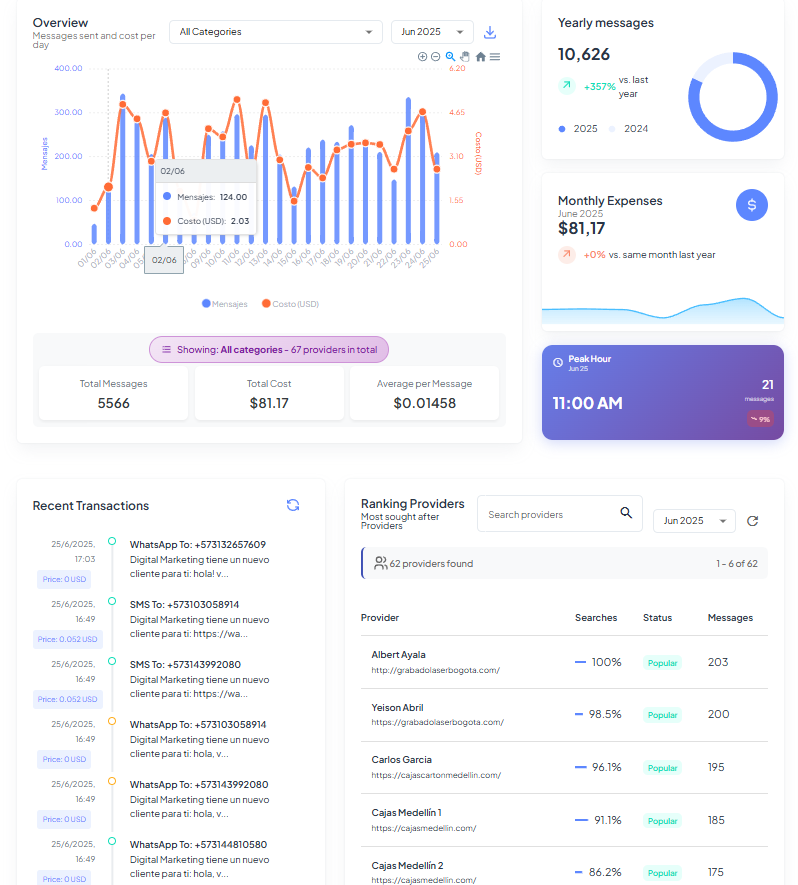 Overview
Messages sent and cost per
day
All Categories
Jun 2025
400.00
300.00
200.00
100.00
0.00
Mensajes
6.20
4.65
3.10
1.55
0.00
Costo (USD)
02/06
Mensajes: 124.00
Costo (USD): 2.03
01/06
02/06
03/06
04/06
05
02/06
09/06
10/06
11/06
12/06
13/06
14/06
15/06
16/06
17/06
18/06
19/06
20/06
21/06
22/06
23/06
24/06
25/06
Mensajes
Costo (USD)
Showing: All categories - 67 providers in total
Total Messages
5566
Total Cost
$81.17
Average per Message
$0.01458
Yearly messages
10,626
+357% vs. last
year
2025
2024
Monthly Expenses
June 2025
$81,17
$
+0% vs. same month last year
Peak Hour
Jun 25
11:00 AM
21
messages
9%
Recent Transactions
25/6/2025,
17:03
Price: 0 USD
WhatsApp To: +573132657609
Digital Marketing tiene un nuevo
cliente para ti: hola! v...
25/6/2025,
16:49
Price: 0.052 USD
SMS To: +573103058914
Digital Marketing tiene un nuevo
cliente para ti: https://wa...
25/6/2025,
16:49
Price: 0.052 USD
SMS To: +573143992080
Digital Marketing tiene un nuevo
cliente para ti: https://wa...
25/6/2025,
16:49
Price: 0 USD
WhatsApp To: +573103058914
Digital Marketing tiene un nuevo
cliente para ti: hola, v...
25/6/2025,
16:49
Price: 0 USD
WhatsApp To: +573143992080
Digital Marketing tiene un nuevo
cliente para ti: hola, v...
25/6/2025,
16:49
Price: 0 USD
WhatsApp To: +573144810580
Digital Marketing tiene un nuevo
cliente para ti: hola, v...
Ranking Providers
Most sought after
Providers
Search providers
Jun 2025
62 providers found
1 - 6 of 62
Provider Searches Status Messages
Albert Ayala
http://grabadolaserbogota.com/
100% Popular 203
Yeison Abril
https://grabadolaserbogota.com/
98.5% Popular 200
Carlos Garcia
https://cajascartonmedellin.com/
96.1% Popular 195
Cajas Medellín 1
https://cajasmedellin.com/
91.1% Popular 185
Cajas Medellín 2
https://cajasmedellin.com/
86.2% Popular 175